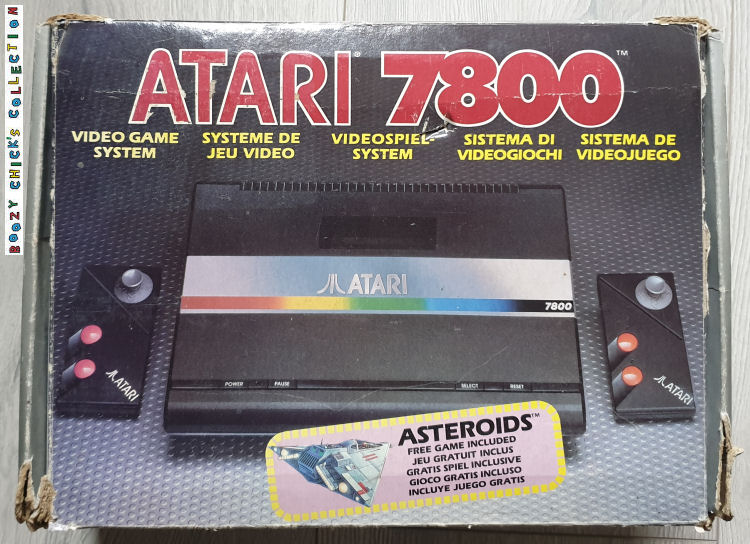 BOOZY CHICK'S COLLECTION
ATARI® 7800™
VIDEO GAME
SYSTEM
SYSTEME DE
JEU VIDEO
VIDEOSPIEL-
SYSTEM
SISTEMA DI
VIDEOGIOCHI
SISTEMA DE
VIDEOJUEGO
ATARI
7800
POWER
PAUSE
SELECT
RESET
ATARI
ATARI
ASTEROIDS™
FREE GAME INCLUDED
JEU GRATUIT INCLUS
GRATIS SPIEL INCLUSIVE
GIOCO GRATIS INCLUSO
INCLUYE JUEGO GRATIS